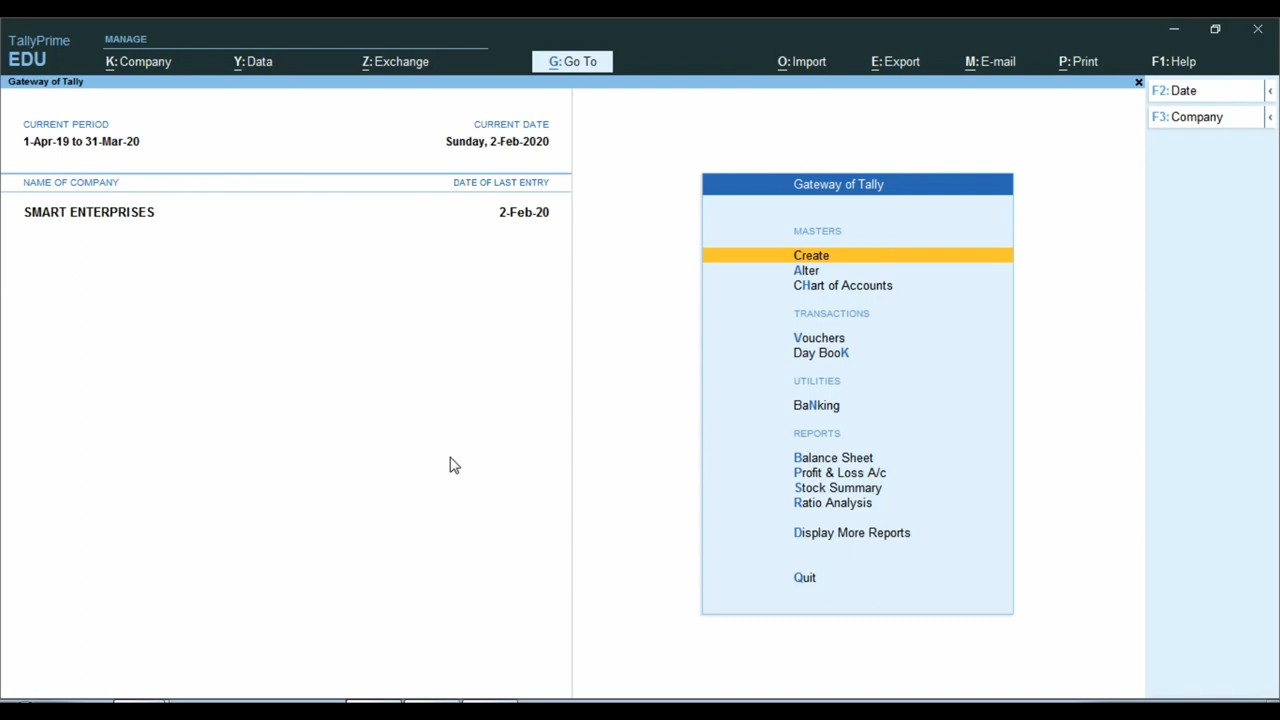 TallyPrime
EDU
MANAGE
K: Company
Y: Data
Z: Exchange
G: Go To
O: Import
E: Export
M: E-mail
P: Print
F1: Help
Gateway of Tally
F2: Date
F3: Company
CURRENT PERIOD
CURRENT DATE
1-Apr-19 to 31-Mar-20
Sunday, 2-Feb-2020
NAME OF COMPANY
DATE OF LAST ENTRY
SMART ENTERPRISES
2-Feb-20
Gateway of Tally
MASTERS
Create
Alter
CHart of Accounts
TRANSACTIONS
Vouchers
Day BooK
UTILITIES
BaNking
REPORTS
Balance Sheet
Profit & Loss A/c
Stock Summary
Ratio Analysis
Display More Reports
Quit